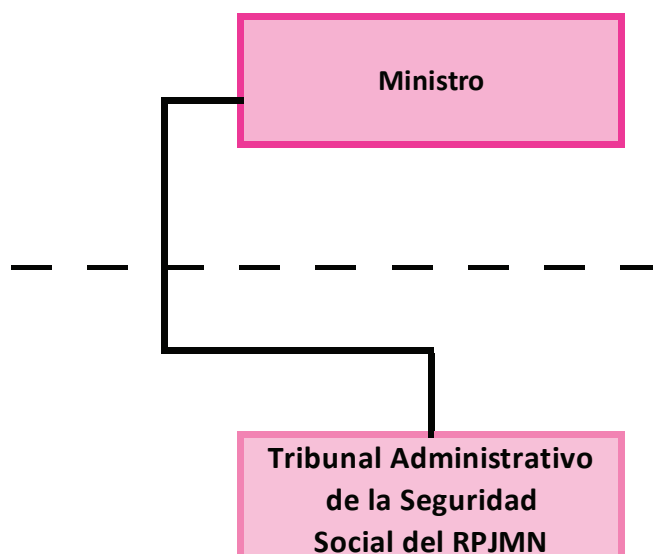 Ministro
Tribunal Administrativo
de la Seguridad
Social del RPJMN